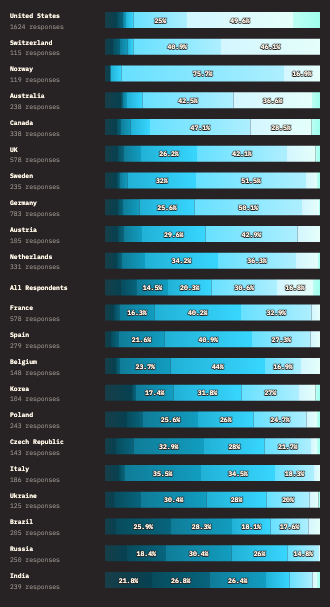 United States
1624 responses
25% 49.6%
Switzerland
115 responses
40.9% 46.1%
Norway
119 responses
75.7% 16.9%
Australia
238 responses
42.5% 36.6%
Canada
338 responses
47.1% 28.5%
UK
578 responses
26.2% 42.1%
Sweden
235 responses
32% 51.5%
Germany
783 responses
25.6% 50.1%
Austria
105 responses
29.6% 42.9%
Netherlands
331 responses
34.2% 36.3%
All Respondents
14.5% 20.3% 30.6% 16.8%
France
570 responses
16.3% 40.2% 32.9%
Spain
279 responses
21.6% 40.9% 27.3%
Belgium
148 responses
23.7% 44% 16.9%
Korea
104 responses
17.4% 31.8% 27%
Poland
243 responses
25.6% 26% 24.7%
Czech Republic
143 responses
32.9% 28% 21.7%
Italy
186 responses
35.5% 34.5% 18.3%
Ukraine
125 responses
30.4% 28% 20%
Brazil
205 responses
25.9% 28.3% 18.1% 17.6%
Russia
250 responses
18.4% 30.4% 26% 14.8%
India
239 responses
21.8% 26.8% 26.4%